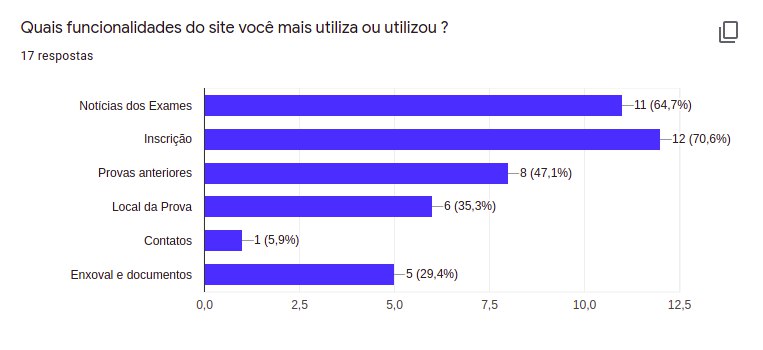 Quais funcionalidades do site você mais utiliza ou utilizou ?
17 respostas
Notícias dos Exames 11 (64,7%)
Inscrição 12 (70,6%)
Provas anteriores 8 (47,1%)
Local da Prova 6 (35,3%)
Contatos 1 (5,9%)
Enxoval e documentos 5 (29,4%)
0,0 2,5 5,0 7,5 10,0 12,5